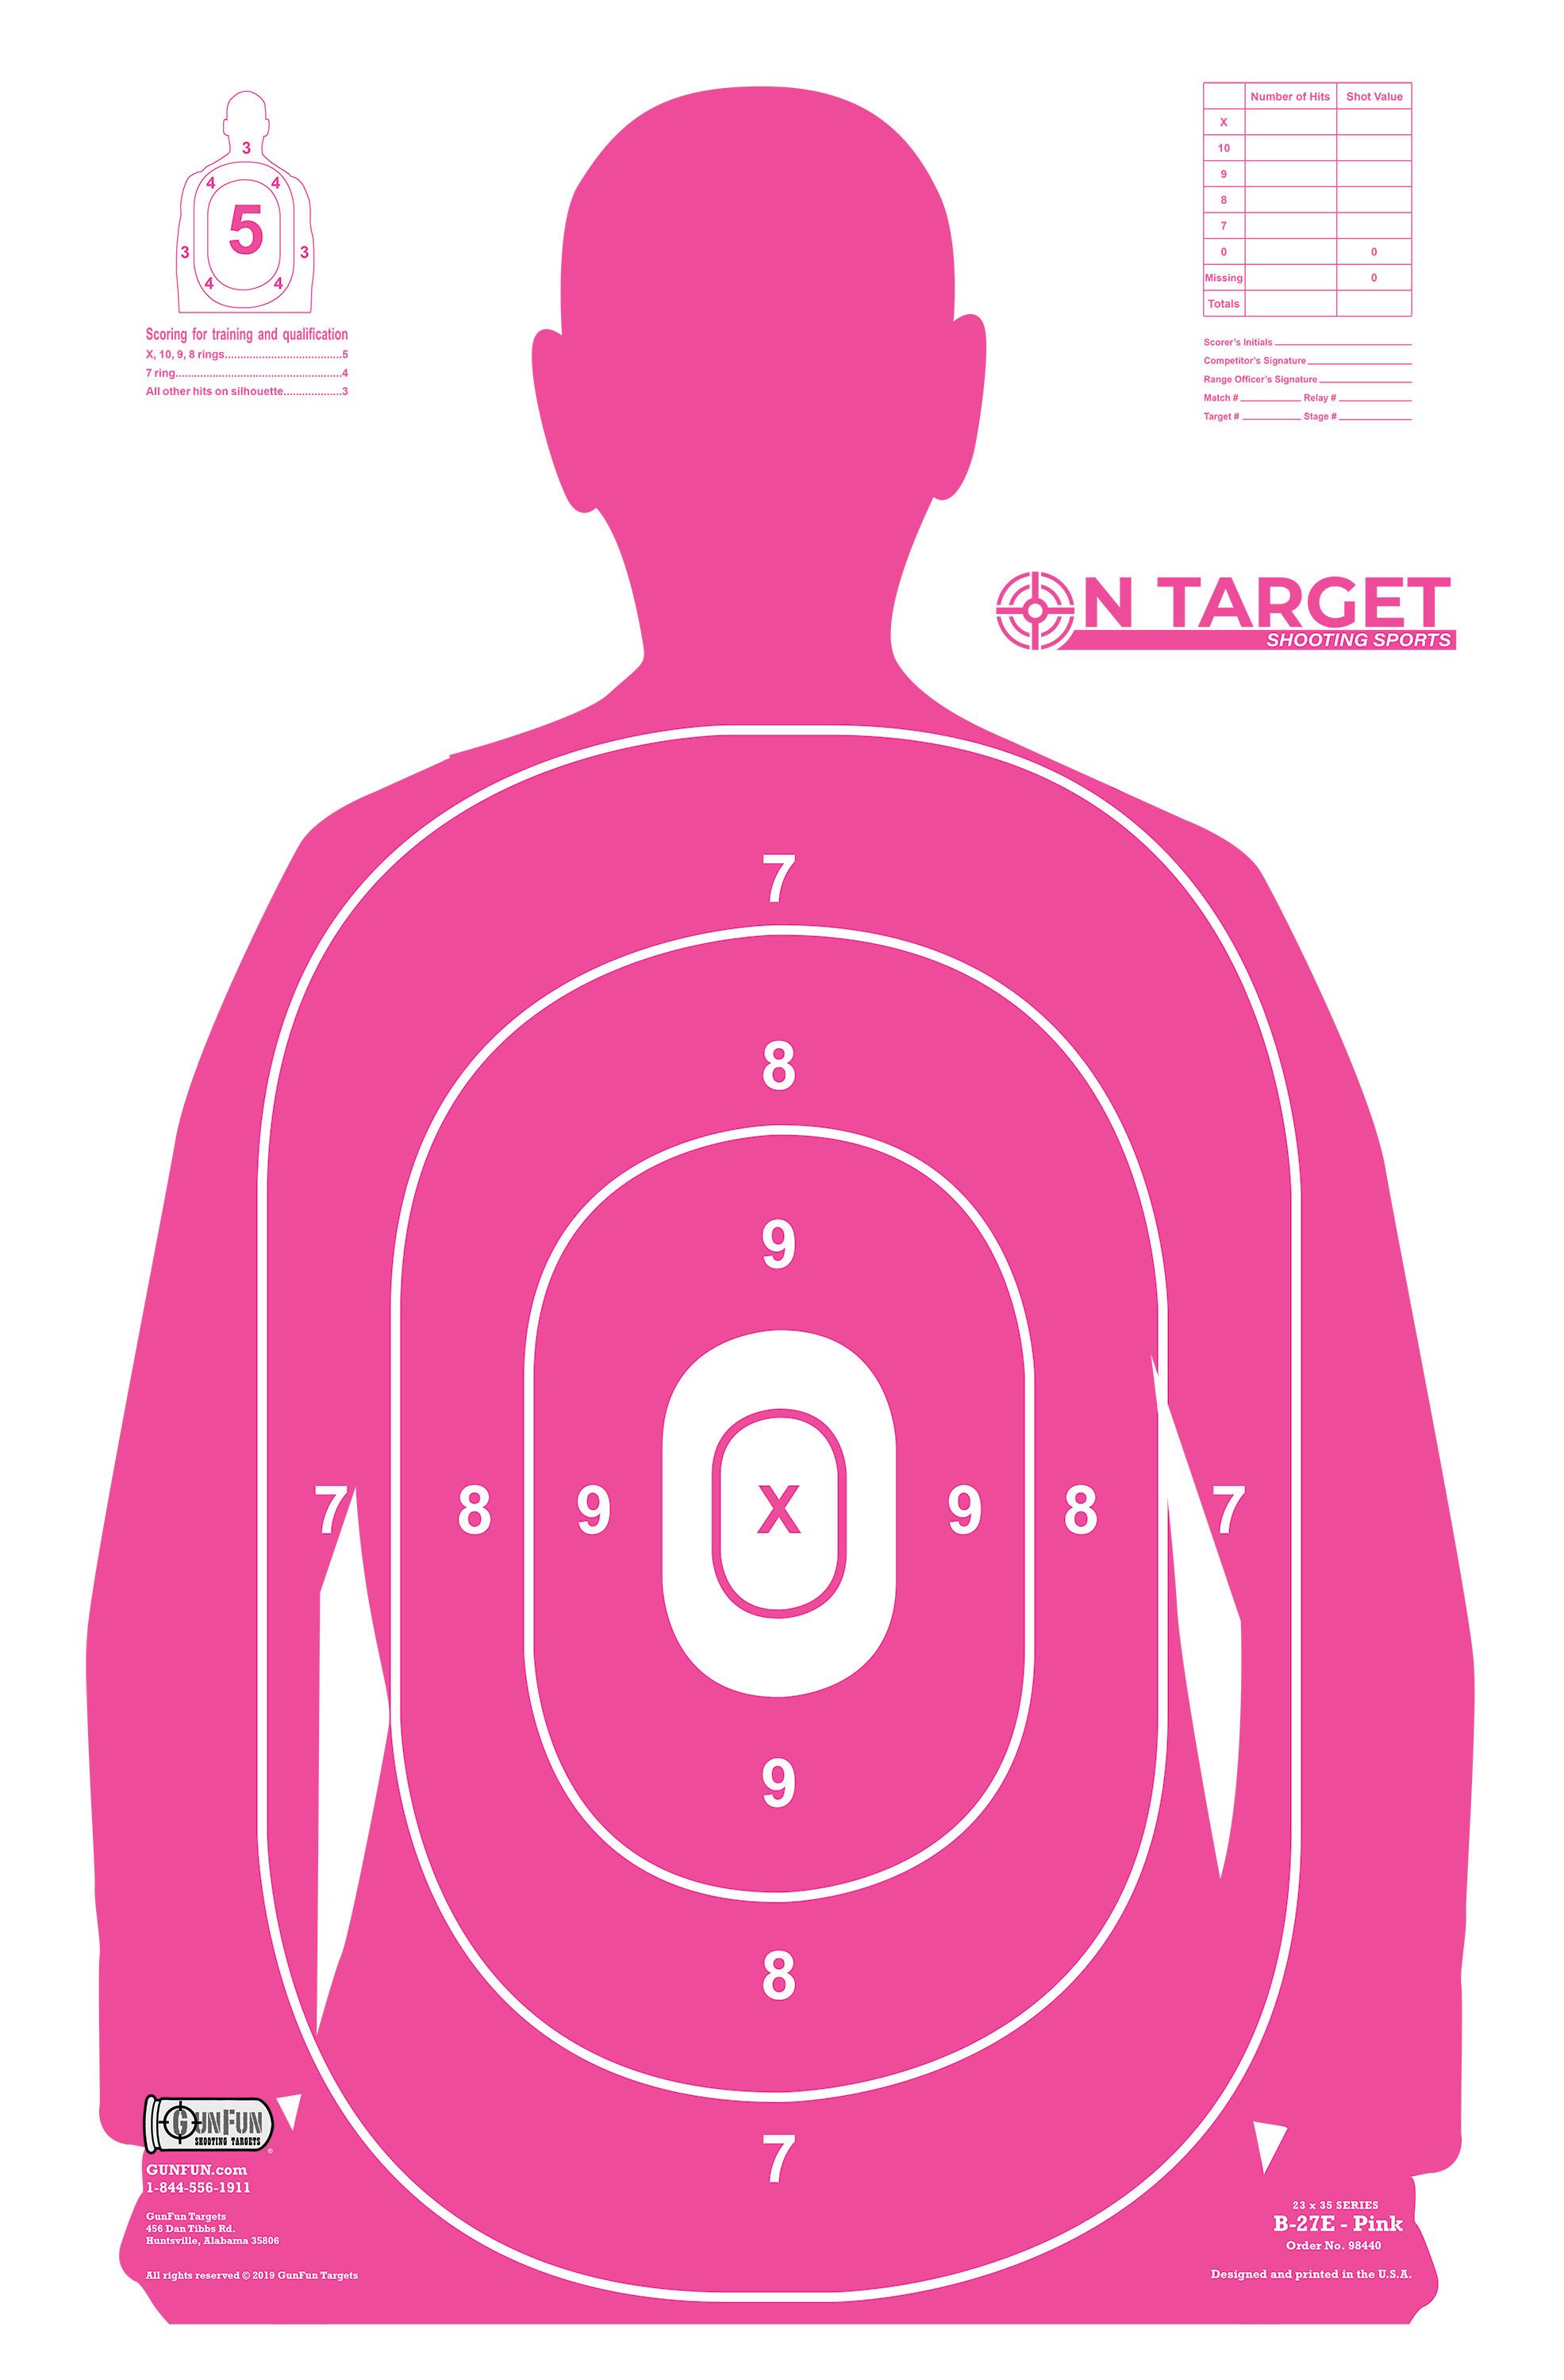 3
4 4
5
3 3
4 4
Scoring for training and qualification
X, 10, 9, 8 rings......................................5
7 ring......................................................4
All other hits on silhouette...................3
Number of Hits Shot Value
X
10
9
8
7
0 0
Missing 0
Totals
Scorer's Initials
Competitor's Signature
Range Officer's Signature
Match # Relay #
Target # Stage #
ON TARGET
SHOOTING SPORTS
7
8
9
7 8 9 X 9 8 7
9
8
7
GUNFUN
SHOOTING TARGETS
®
GUNFUN.com
1-844-556-1911
GunFun Targets
456 Dan Tibbs Rd.
Huntsville, Alabama 35806
All rights reserved © 2019 GunFun Targets
23 x 35 SERIES
B-27E - Pink
Order No. 98440
Designed and printed in the U.S.A.